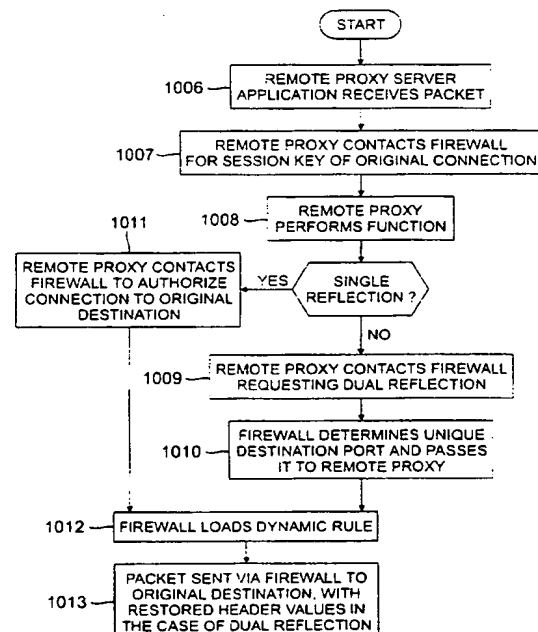 START
1006
REMOTE PROXY SERVER
APPLICATION RECEIVES PACKET
1007
REMOTE PROXY CONTACTS FIREWALL
FOR SESSION KEY OF ORIGINAL CONNECTION
1008
REMOTE PROXY
PERFORMS FUNCTION
1011
REMOTE PROXY CONTACTS
FIREWALL TO AUTHORIZE
CONNECTION TO ORIGINAL
DESTINATION
YES
SINGLE
REFLECTION ?
NO
1009
REMOTE PROXY CONTACTS FIREWALL
REQUESTING DUAL REFLECTION
1010
FIREWALL DETERMINES UNIQUE
DESTINATION PORT AND PASSES
IT TO REMOTE PROXY
1012
FIREWALL LOADS DYNAMIC RULE
1013
PACKET SENT VIA FIREWALL TO
ORIGINAL DESTINATION, WITH
RESTORED HEADER VALUES IN
THE CASE OF DUAL REFLECTION